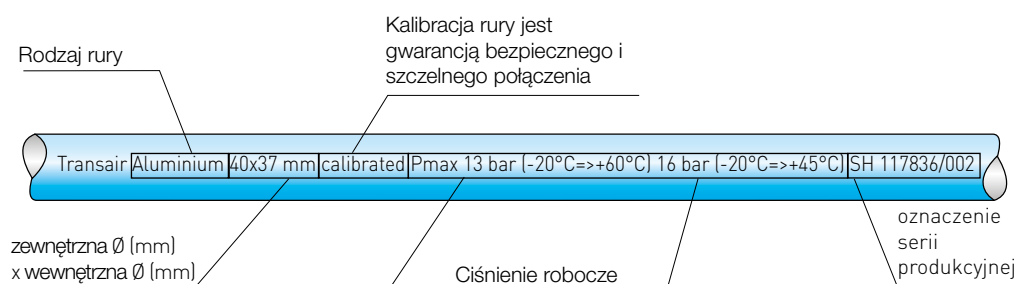 Rodzaj rury
Kalibracja rury jest
gwarancją bezpiecznego i
szczelnego połączenia
Transair Aluminium 40x37 mm calibrated Pmax 13 bar (-20°C=>+60°C) 16 bar (-20°C=>+45°C) SH 117836/002
zewnętrzna Ø (mm)
x wewnętrzna Ø (mm)
Ciśnienie robocze
oznaczenie
serii
produkcyjnej